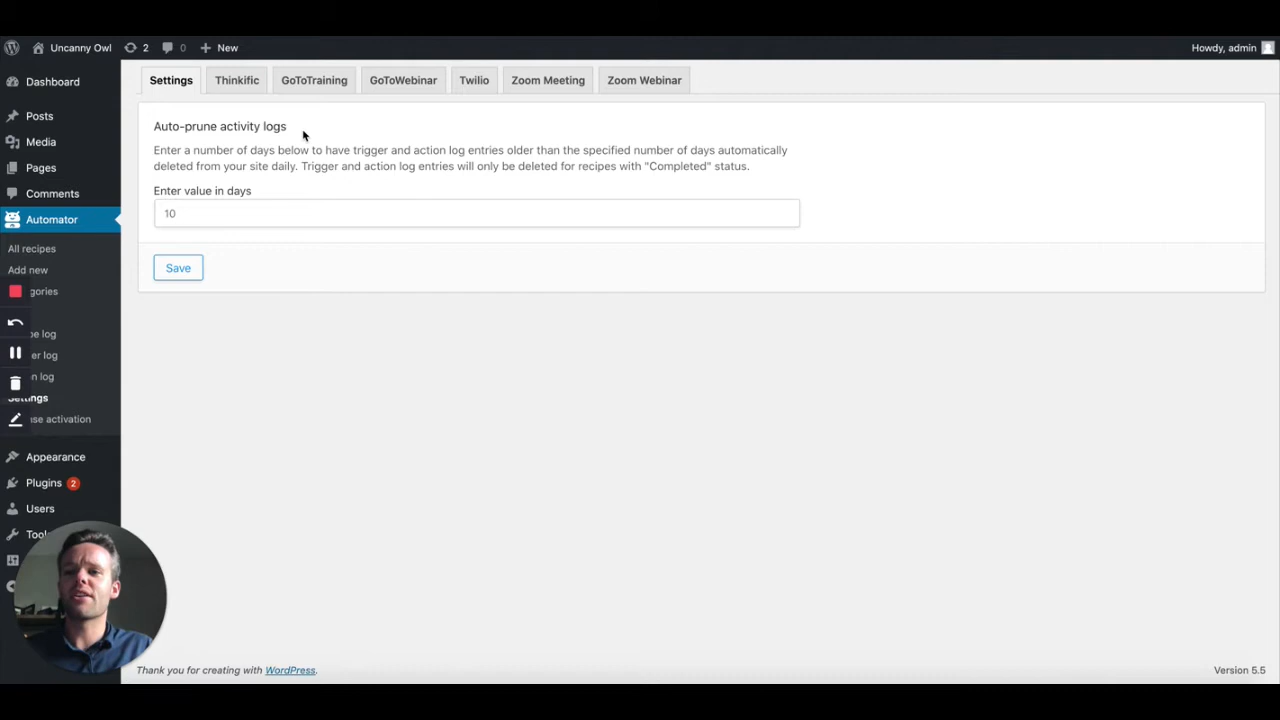 Uncanny Owl
2
0
New
Howdy, admin
Dashboard
Posts
Media
Pages
Comments
Automator
All recipes
Add new
gories
pe log
er log
n log
Settings
nse activation
Appearance
Plugins 2
Users
Tool
Settings
Thinkific
GoToTraining
GoToWebinar
Twilio
Zoom Meeting
Zoom Webinar
Auto-prune activity logs
Enter a number of days below to have trigger and action log entries older than the specified number of days automatically
deleted from your site daily. Trigger and action log entries will only be deleted for recipes with "Completed" status.
Enter value in days
10
Save
Thank you for creating with WordPress.
Version 5.5